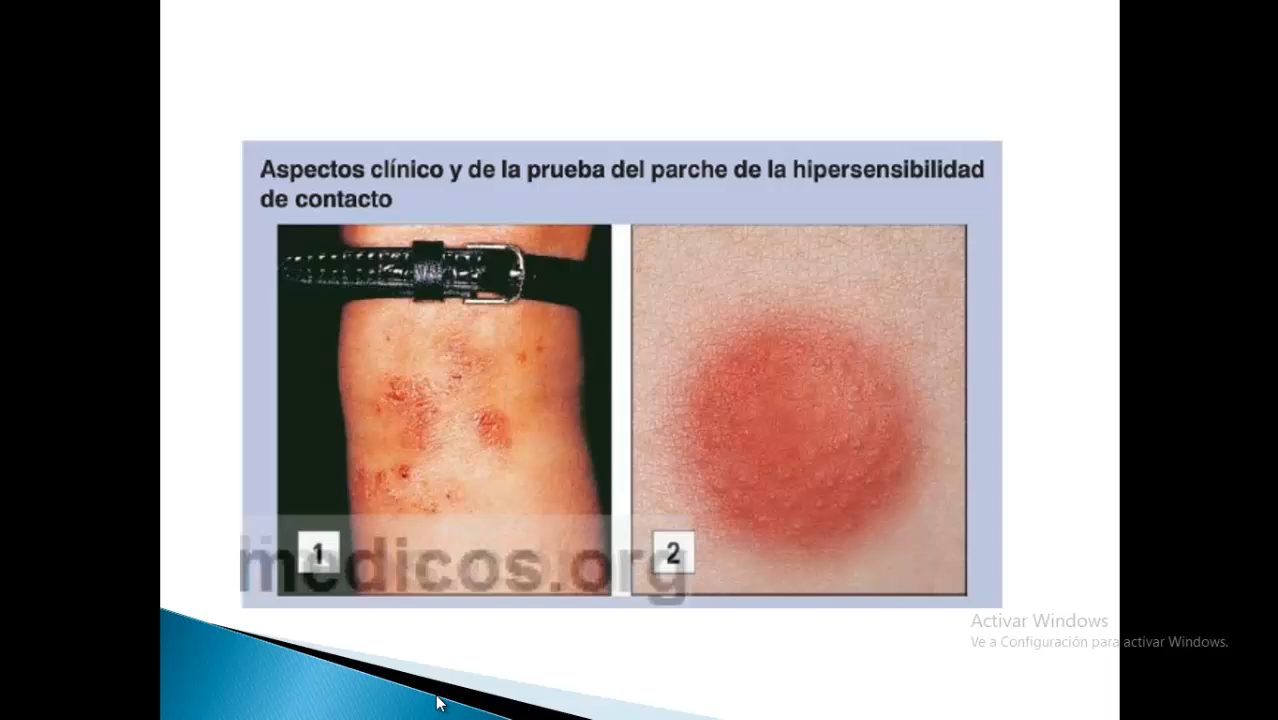 Aspectos clínico y de la prueba del parche de la hipersensibilidad
de contacto
1
2
medicos.org
Activar Windows
Ve a Configuración para activar Windows.